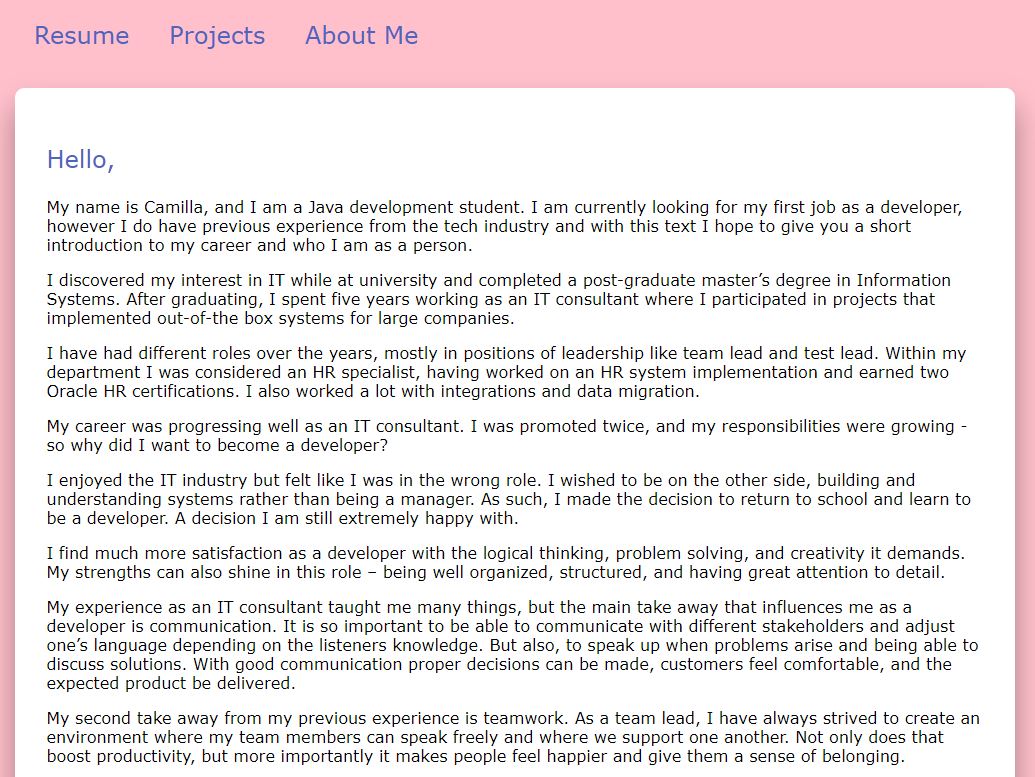 Resume Projects About Me
Hello,
My name is Camilla, and I am a Java development student. I am currently looking for my first job as a developer,
however I do have previous experience from the tech industry and with this text I hope to give you a short
introduction to my career and who I am as a person.
I discovered my interest in IT while at university and completed a post-graduate master’s degree in Information
Systems. After graduating, I spent five years working as an IT consultant where I participated in projects that
implemented out-of-the box systems for large companies.
I have had different roles over the years, mostly in positions of leadership like team lead and test lead. Within my
department I was considered an HR specialist, having worked on an HR system implementation and earned two
Oracle HR certifications. I also worked a lot with integrations and data migration.
My career was progressing well as an IT consultant. I was promoted twice, and my responsibilities were growing -
so why did I want to become a developer?
I enjoyed the IT industry but felt like I was in the wrong role. I wished to be on the other side, building and
understanding systems rather than being a manager. As such, I made the decision to return to school and learn to
be a developer. A decision I am still extremely happy with.
I find much more satisfaction as a developer with the logical thinking, problem solving, and creativity it demands.
My strengths can also shine in this role – being well organized, structured, and having great attention to detail.
My experience as an IT consultant taught me many things, but the main take away that influences me as a
developer is communication. It is so important to be able to communicate with different stakeholders and adjust
one’s language depending on the listeners knowledge. But also, to speak up when problems arise and being able to
discuss solutions. With good communication proper decisions can be made, customers feel comfortable, and the
expected product be delivered.
My second take away from my previous experience is teamwork. As a team lead, I have always strived to create an
environment where my team members can speak freely and where we support one another. Not only does that
boost productivity, but more importantly it makes people feel happier and give them a sense of belonging.